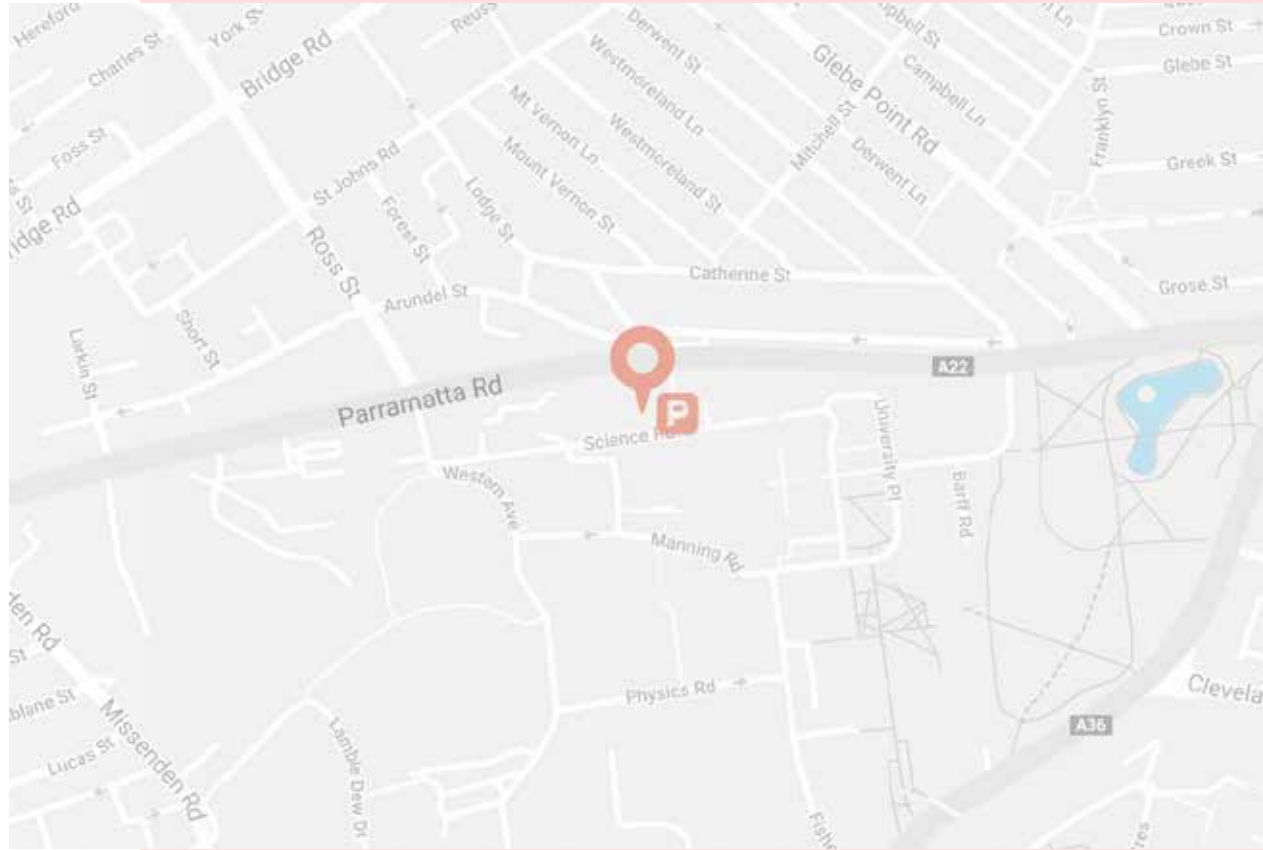 Hereford
York St
Reuss
Derwent St
Crown St
Charles St
Bridge Rd
Westmoreland Ln
Glebe Point Rd
Campbell Ln
Glebe St
Franklyn St
Foss St
Mt Vernon Ln
Westmoreland St
Mitchell St
Greek St
St Johns Rd
Mount Vernon St
Derwent Ln
Lodge St
Forest St
Ross St
Catherine St
Grose St
Arundel St
Short St
Larkin St
A22
Parramatta Rd
P
Science
University Pl
Western Ave
Barff Rd
Manning Rd
Physics Rd
Missenden Rd
A36
Lucas St
Lambie Dew Dr